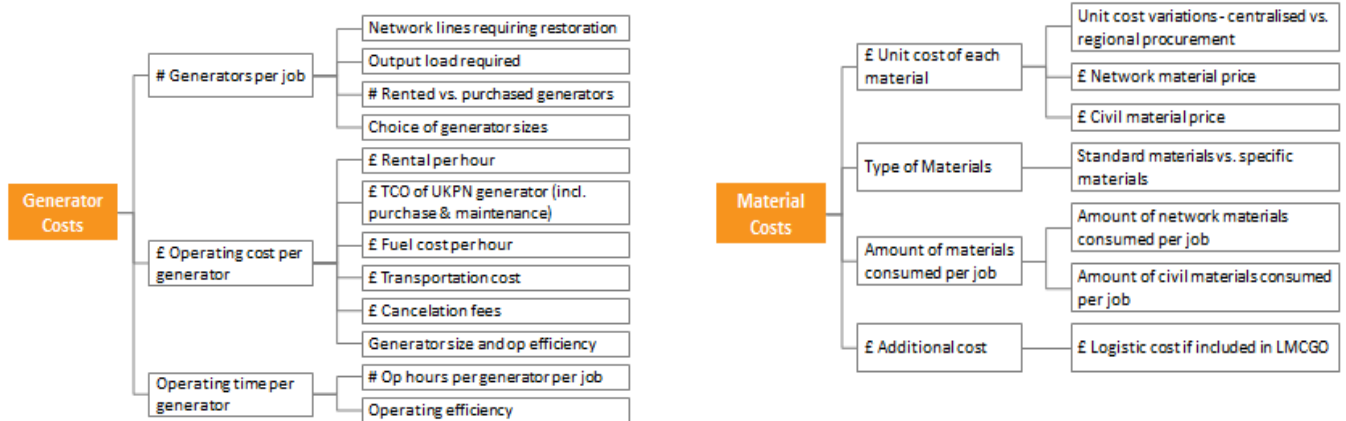 Generator
Costs
# Generators per job
Network lines requiring restoration
Output load required
# Rented vs. purchased generators
Choice of generator sizes
£ Operating cost per
generator
£ Rental per hour
£ TCO of UKPN generator (incl.
purchase & maintenance)
£ Fuel cost per hour
£ Transportation cost
£ Cancelation fees
Generator size and op efficiency
Operating time per
generator
# Op hours per generator per job
Operating efficiency
Material
Costs
£ Unit cost of each
material
Unit cost variations - centralised vs.
regional procurement
£ Network material price
£ Civil material price
Type of Materials
Standard materials vs. specific
materials
Amount of materials
consumed per job
Amount of network materials
consumed per job
Amount of civil materials consumed
per job
£ Additional cost
£ Logistic cost if included in LMCGO